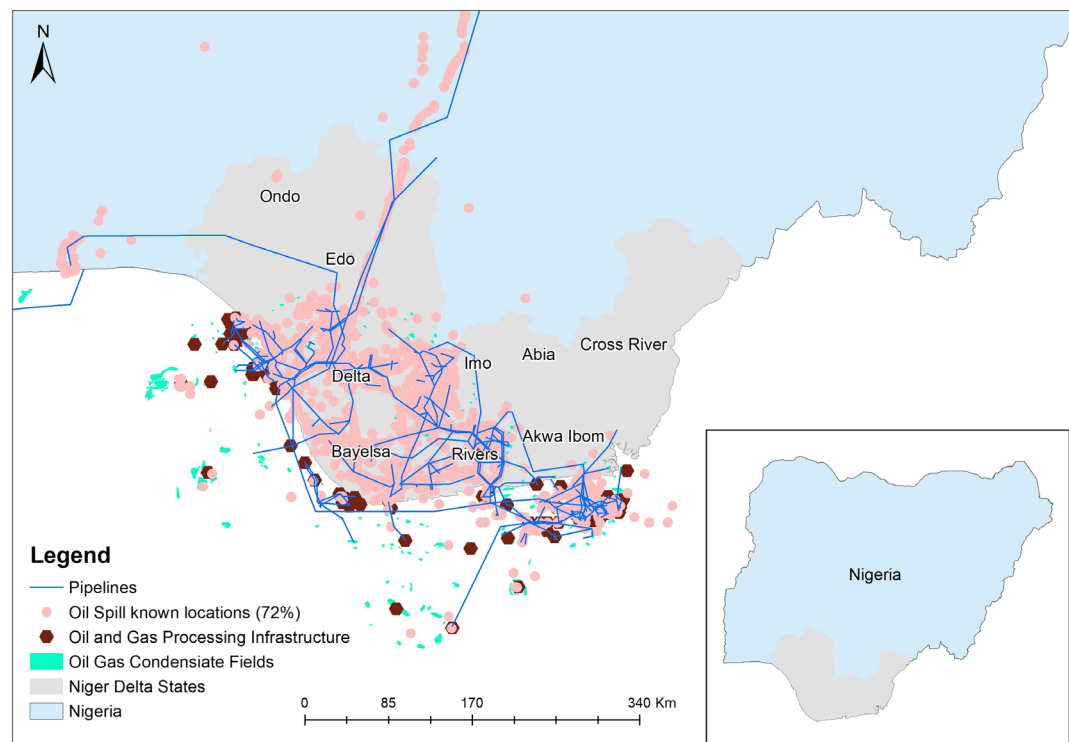 N
Ondo
Edo
Cross River
Abia
Imo
Delta
Akwa Ibom
Bayelsa
Rivers
Legend
Pipelines
Oil Spill known locations (72%)
Oil and Gas Processing Infrastructure
Oil Gas Condensiate Fields
Niger Delta States
Nigeria
0 85 170 340 Km
Nigeria